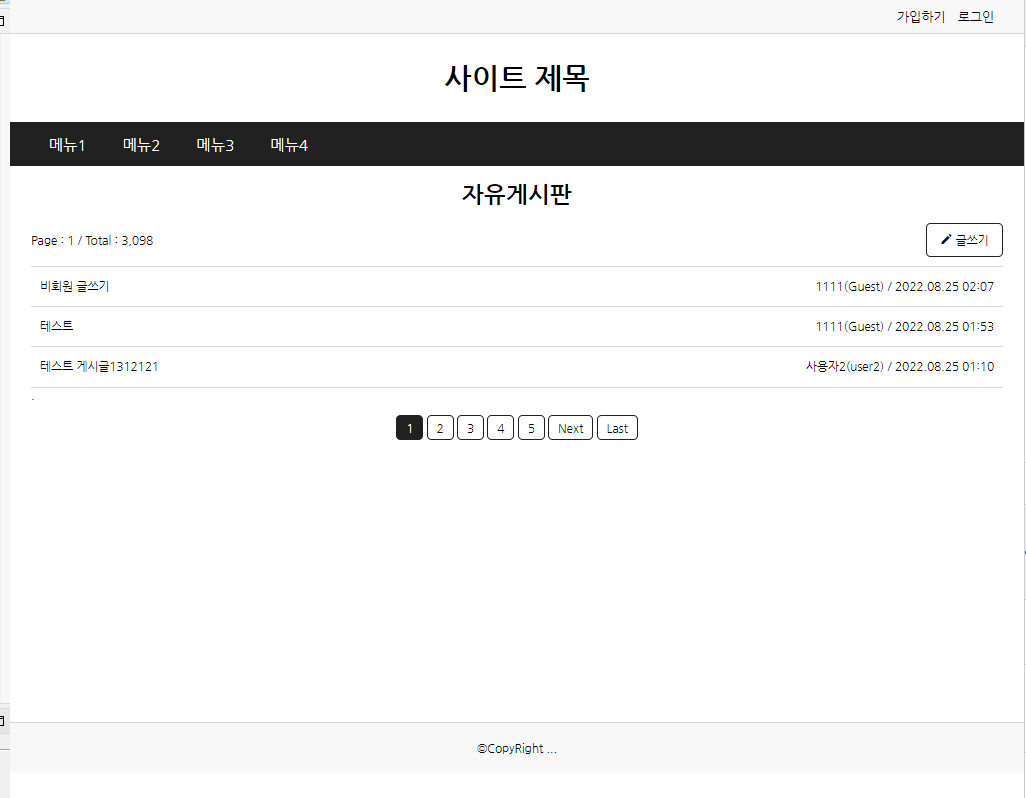 가입하기 로그인
사이트 제목
메뉴1 메뉴2 메뉴3 메뉴4
자유게시판
Page : 1 / Total : 3,098 글쓰기
비회원 글쓰기 1111(Guest) / 2022.08.25 02:07
테스트 1111(Guest) / 2022.08.25 01:53
테스트 게시글1312121 사용자2(user2) / 2022.08.25 01:10
1 2 3 4 5 Next Last
©CopyRight ...